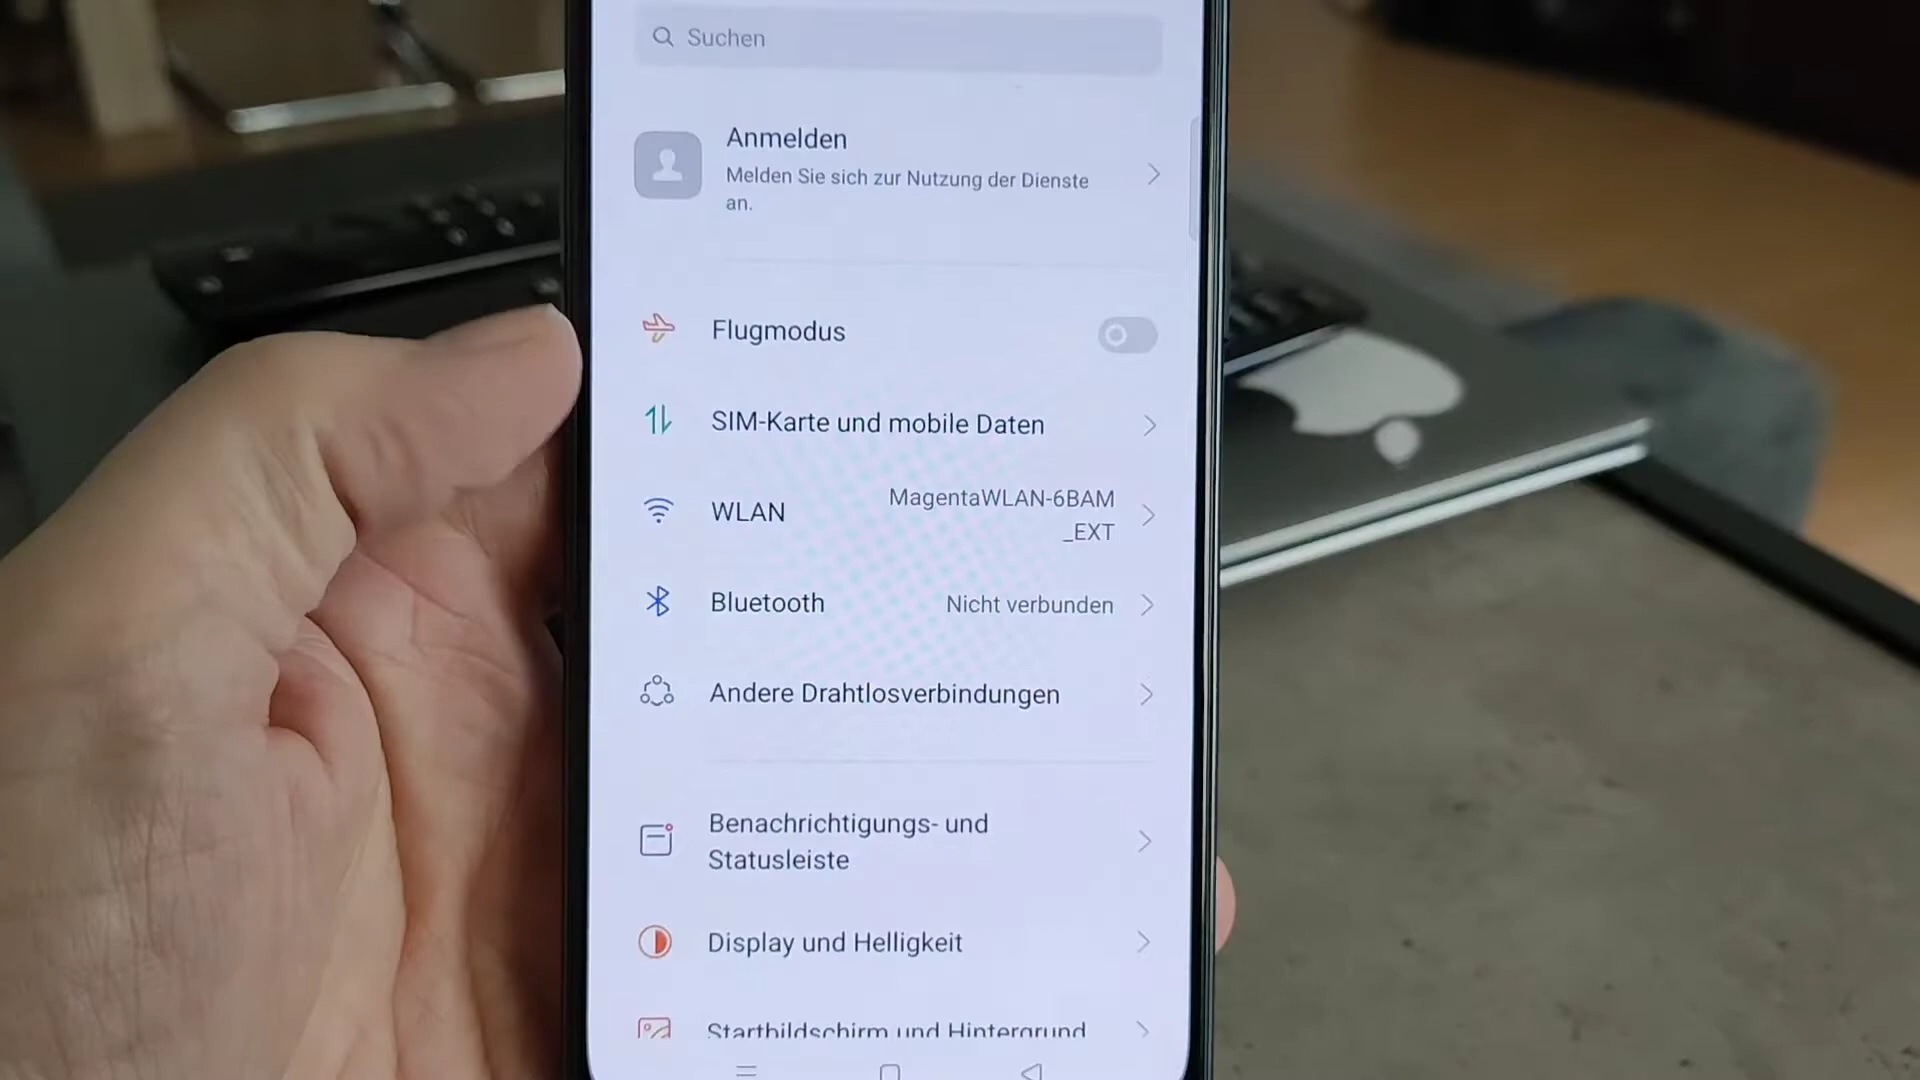 Suchen
Anmelden
Melden Sie sich zur Nutzung der Dienste
an.
Flugmodus
SIM-Karte und mobile Daten
WLAN
MagentaWLAN-6BAM
_EXT
Bluetooth
Nicht verbunden
Andere Drahtlosverbindungen
Benachrichtigungs- und
Statusleiste
Display und Helligkeit
Startbildschirm und Hintergrund